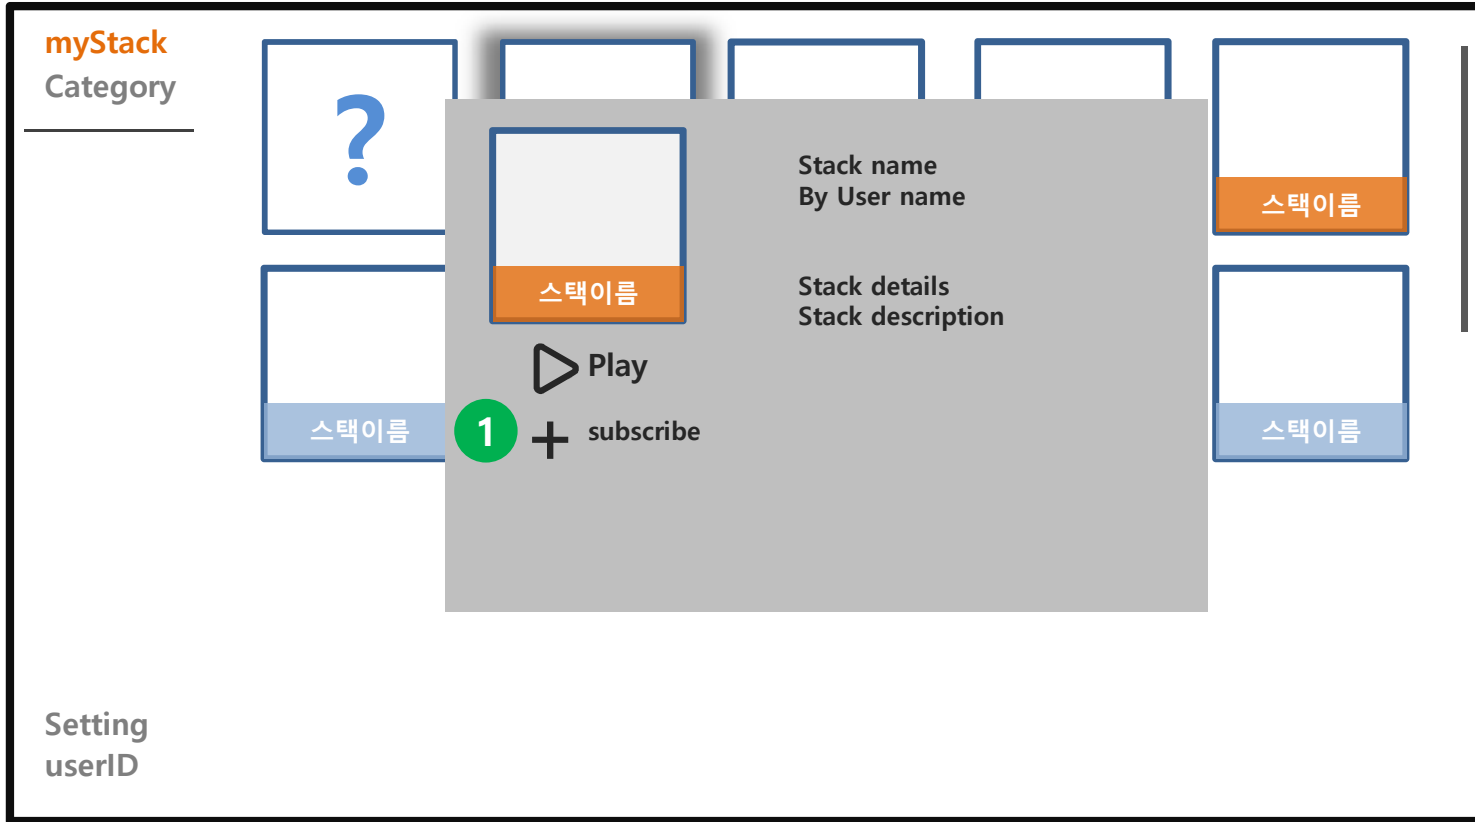 myStack
Category
?
스택이름
Stack name
By User name
스택이름
Stack details
Stack description
Play
스택이름
1
+ subscribe
스택이름
Setting
userID